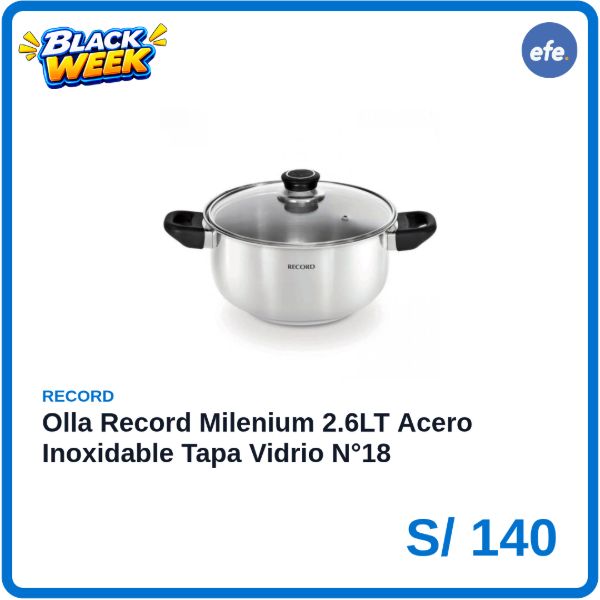 BLACK
WEEK
efe.
RECORD
RECORD
Olla Record Milenium 2.6LT Acero
Inoxidable Tapa Vidrio N°18
S/ 140